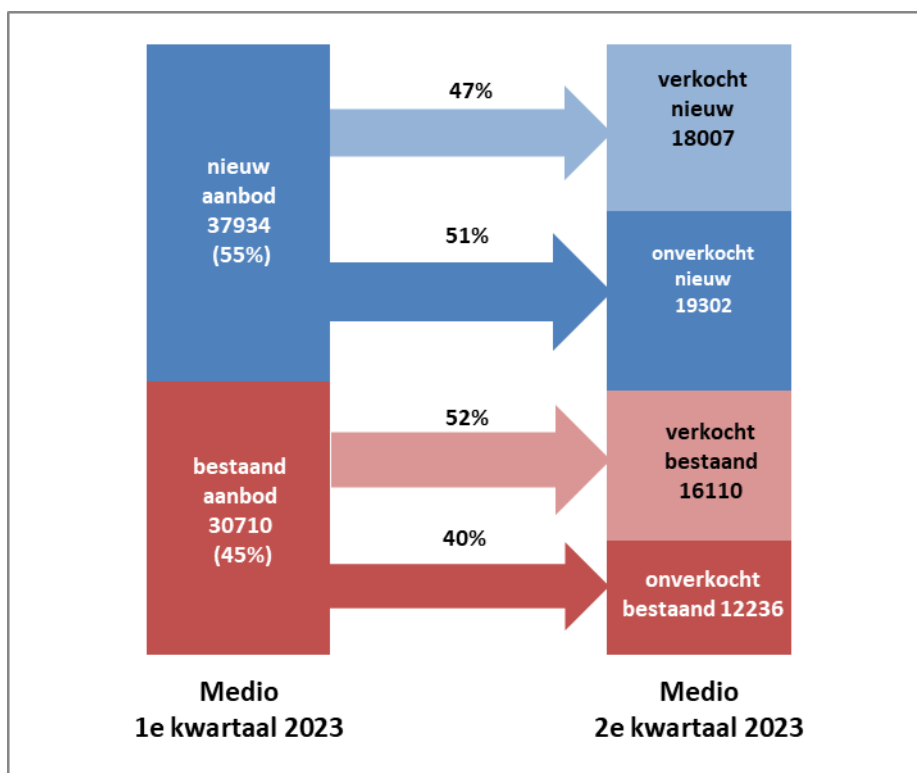 nieuw
aanbod
37934
(55%)
bestaand
aanbod
30710
(45%)
47%
51%
52%
40%
verkocht
nieuw
18007
onverkocht
nieuw
19302
verkocht
bestaand
16110
onverkocht
bestaand 12236
Medio
1e kwartaal 2023
Medio
2e kwartaal 2023